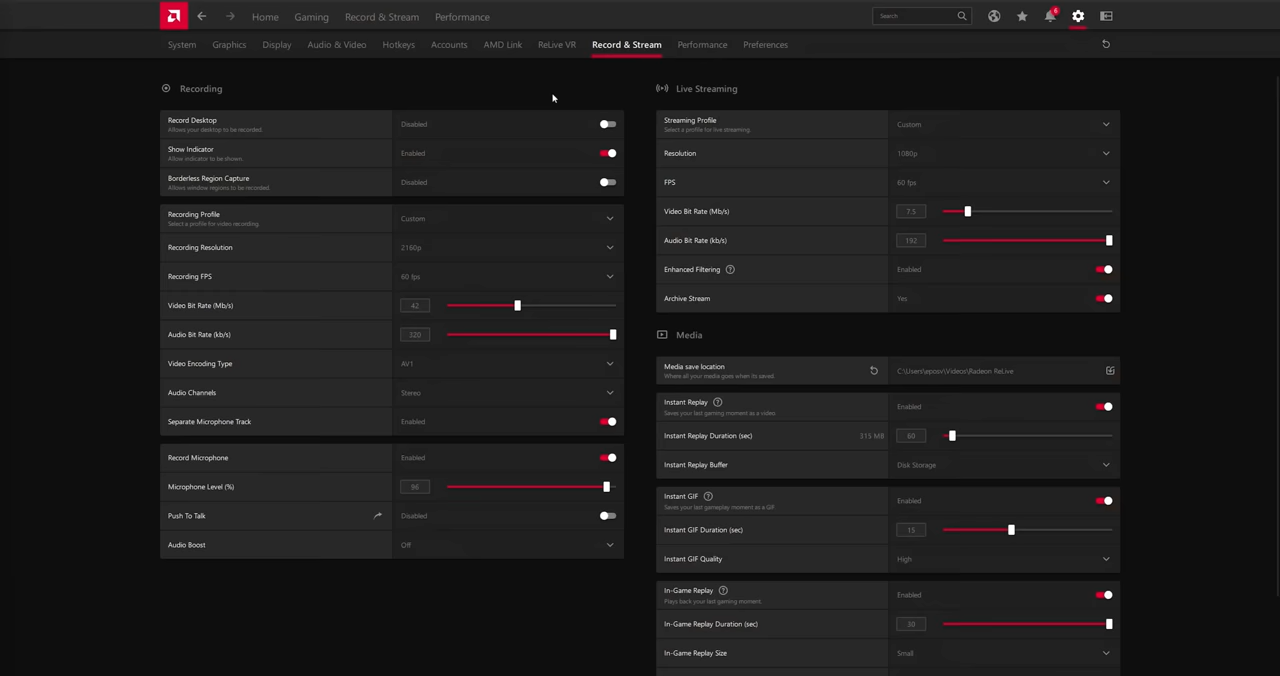 Home Gaming Record & Stream Performance
Search
6
System Graphics Display Audio & Video Hotkeys Accounts AMD Link ReLive VR Record & Stream Performance Preferences
Recording
Record Desktop
Allows your desktop to be recorded.
Disabled
Show Indicator
Allow indicator to be shown.
Enabled
Borderless Region Capture
Allows window regions to be recorded.
Disabled
Recording Profile
Select a profile for video recording.
Custom
Recording Resolution 2160p
Recording FPS 60 fps
Video Bit Rate (Mb/s) 42
Audio Bit Rate (kb/s) 320
Video Encoding Type AV1
Audio Channels Stereo
Separate Microphone Track Enabled
Record Microphone Enabled
Microphone Level (%) 96
Push To Talk Disabled
Audio Boost Off
Live Streaming
Streaming Profile
Select a profile for live streaming.
Custom
Resolution 1080p
FPS 60 fps
Video Bit Rate (Mb/s) 7.5
Audio Bit Rate (kb/s) 192
Enhanced Filtering ? Enabled
Archive Stream Yes
Media
Media save location
Where all your media goes when its saved.
C:\Users\eposv\Videos\Radeon ReLive
Instant Replay ?
Saves your last gaming moment as a video.
Enabled
Instant Replay Duration (sec) 315 MB 60
Instant Replay Buffer Disk Storage
Instant GIF ?
Saves your last gameplay moment as a GIF.
Enabled
Instant GIF Duration (sec) 15
Instant GIF Quality High
In-Game Replay ?
Plays back your last gaming moment.
Enabled
In-Game Replay Duration (sec) 30
In-Game Replay Size Small